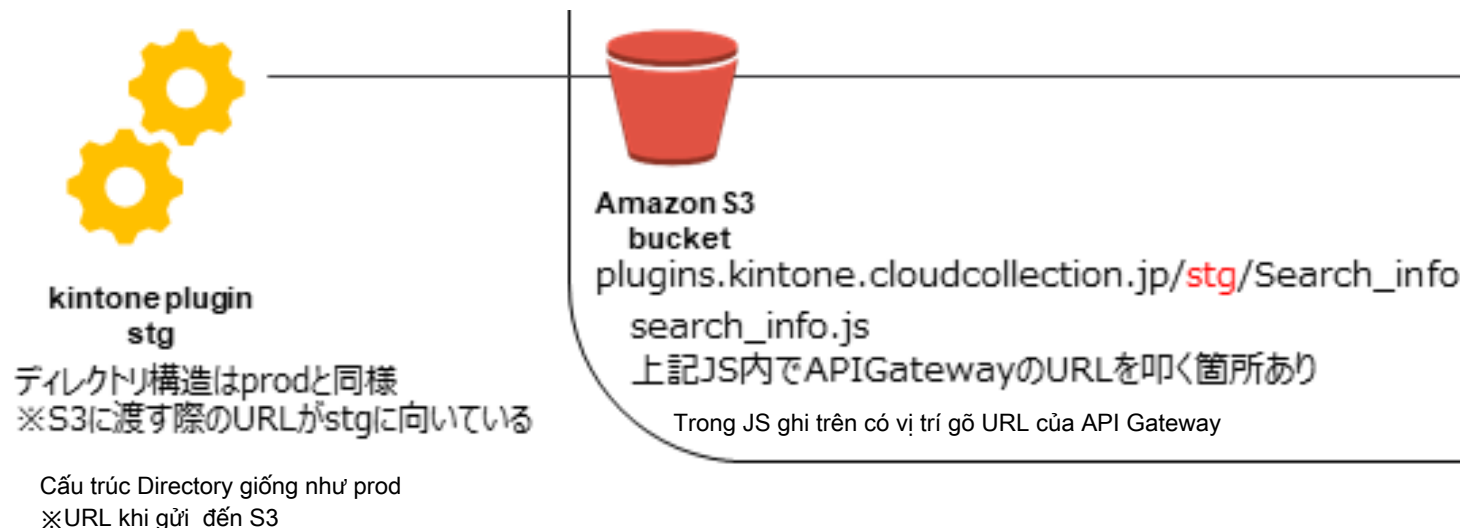 kintone plugin
stg
ディレクトリ構造はprodと同様
※S3に渡す際のURLがstgに向いている
Cấu trúc Directory giống như prod
※URL khi gửi đến S3
Amazon S3
bucket
plugins.kintone.cloudcollection.jp/stg/Search_info
search_info.js
上記JS内でAPIGatewayのURLを叩く箇所あり
Trong JS ghi trên có vị trí gõ URL của API Gateway